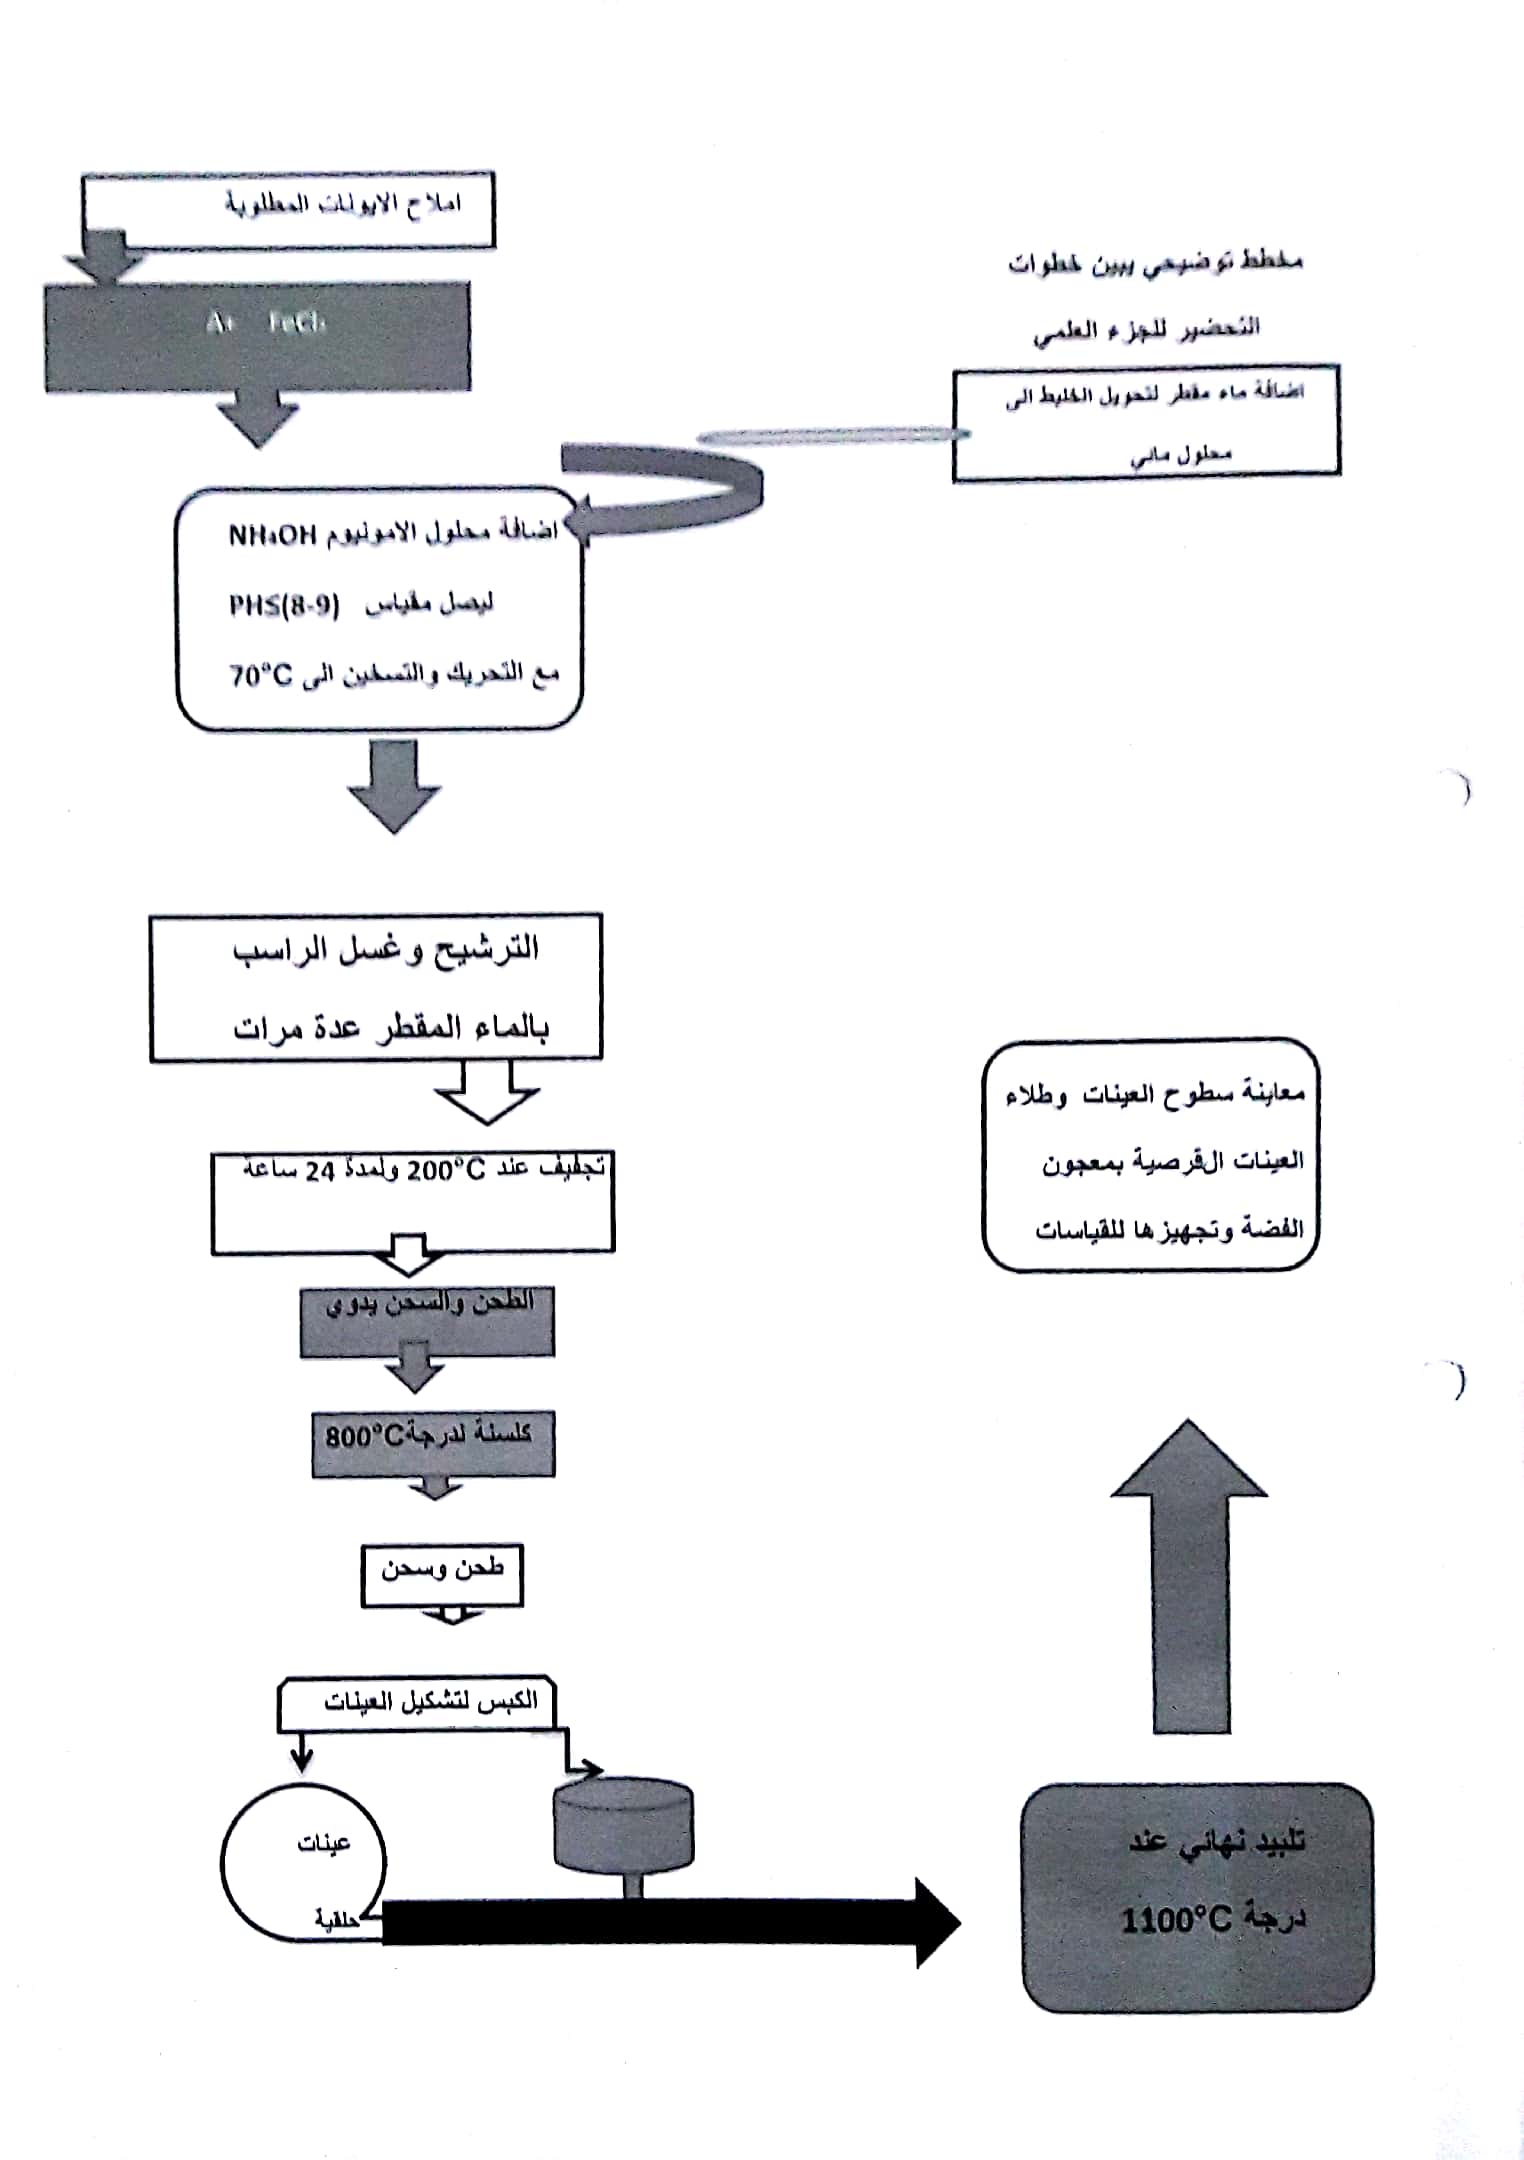 املاح الايونات المطلوبة
مخطط توضيحي يبين خطوات
التحضير للجزء العلمي
اضافة ماء مقطر لتحويل الخليط الى
محلول مائي
اضافة محلول الامونيوم NH₄OH
ليصل مقياس PHS(8-9)
مع التحريك والتسخين الى 70°C
الترشيح وغسل الراسب
بالماء المقطر عدة مرات
تجفيف عند 200°C ولمدة 24 ساعة
الطحن والسحن يدوي
كلسنة لدرجة 800°C
طحن وسحن
الكبس لتشكيل العينات
عينات
حلقية
تلبيد نهائي عند
درجة 1100°C
معاينة سطوح العينات وطلاء
العينات القرصية بمعجون
الفضة وتجهيزها للقياسات